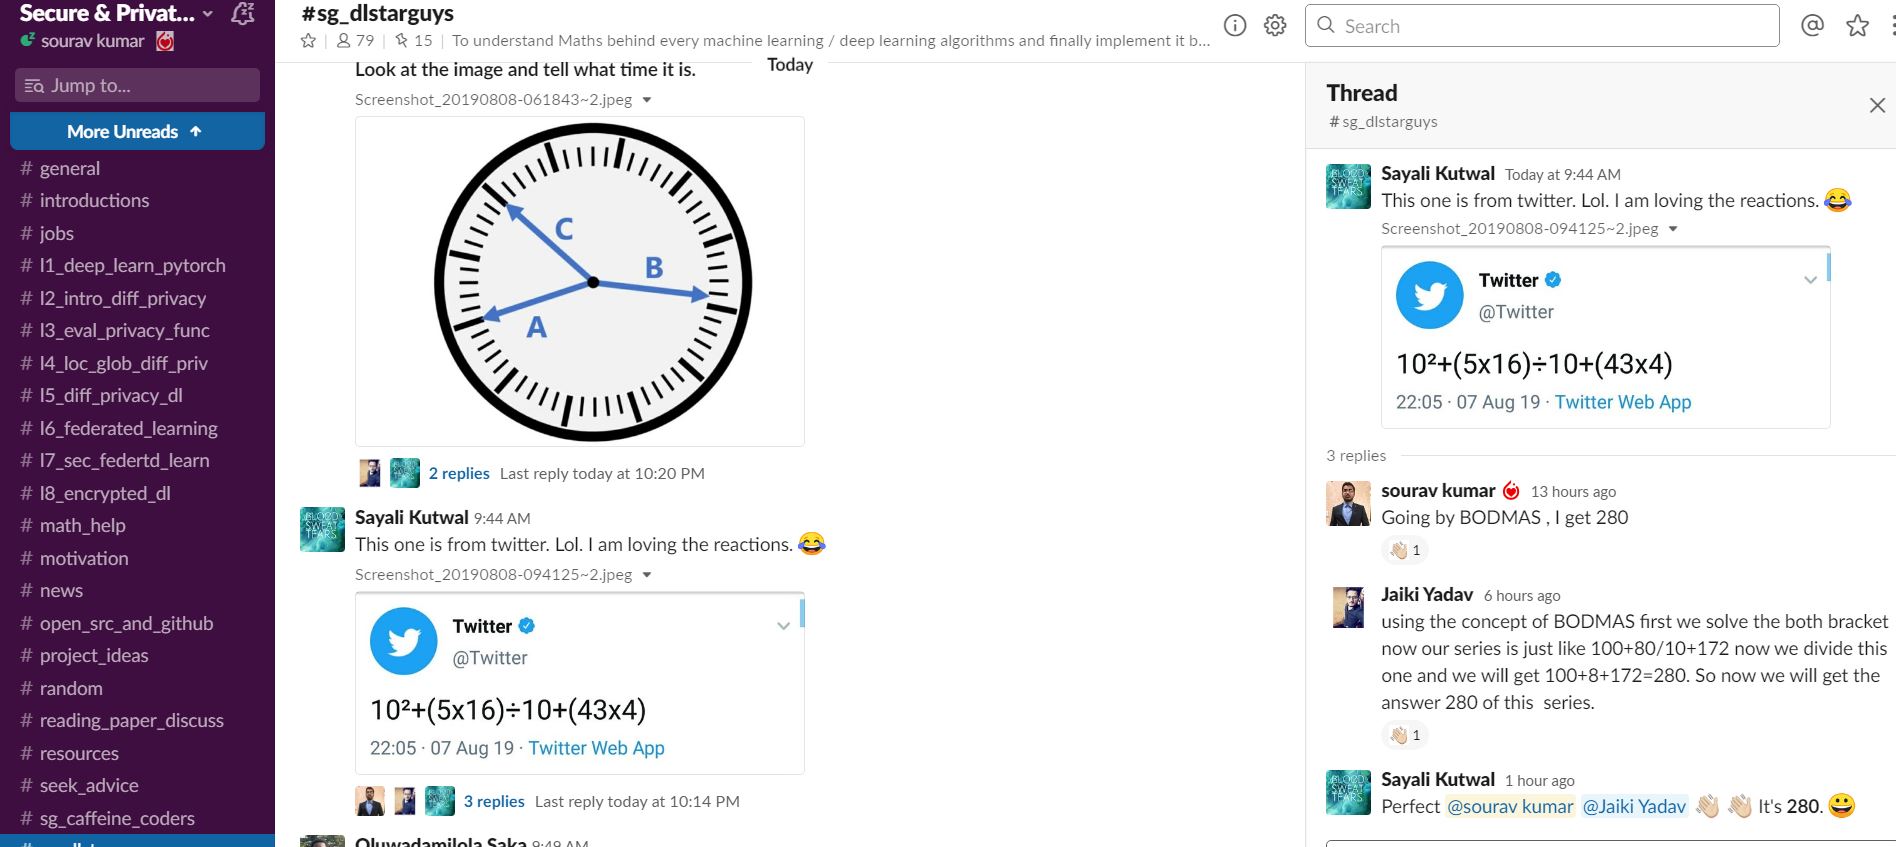 Secure & Privat...
sourav kumar
Jump to...
More Unreads ↑
# general
# introductions
# jobs
# l1_deep_learn_pytorch
# l2_intro_diff_privacy
# l3_eval_privacy_func
# l4_loc_glob_diff_priv
# l5_diff_privacy_dl
# l6_federated_learning
# l7_sec_federtd_learn
# l8_encrypted_dl
# math_help
# motivation
# news
# open_src_and_github
# project_ideas
# random
# reading_paper_discuss
# resources
# seek_advice
# sg_caffeine_coders
#sg_dlstarguys
79 | 15 | To understand Maths behind every machine learning / deep learning algorithms and finally implement it b...
Search
Today
Look at the image and tell what time it is.
Screenshot_20190808-061843~2.jpeg
C
B
A
2 replies Last reply today at 10:20 PM
Sayali Kutwal 9:44 AM
This one is from twitter. Lol. I am loving the reactions. 😂
Screenshot_20190808-094125~2.jpeg
Twitter
@Twitter
10²+(5x16)÷10+(43x4)
22:05 · 07 Aug 19 · Twitter Web App
3 replies Last reply today at 10:14 PM
Oluwadamilola Saka 9:49 AM
Thread
# sg_dlstarguys
BLOOD
SWEAT
TEARS
Sayali Kutwal Today at 9:44 AM
This one is from twitter. Lol. I am loving the reactions. 😂
Screenshot_20190808-094125~2.jpeg
Twitter
@Twitter
10²+(5x16)÷10+(43x4)
22:05 · 07 Aug 19 · Twitter Web App
3 replies
sourav kumar 13 hours ago
Going by BODMAS , I get 280
👏 1
Jaiki Yadav 6 hours ago
using the concept of BODMAS first we solve the both bracket
now our series is just like 100+80/10+172 now we divide this
one and we will get 100+8+172=280. So now we will get the
answer 280 of this series.
👏 1
Sayali Kutwal 1 hour ago
Perfect @sourav kumar @Jaiki Yadav 👏 👏 It's 280. 😀